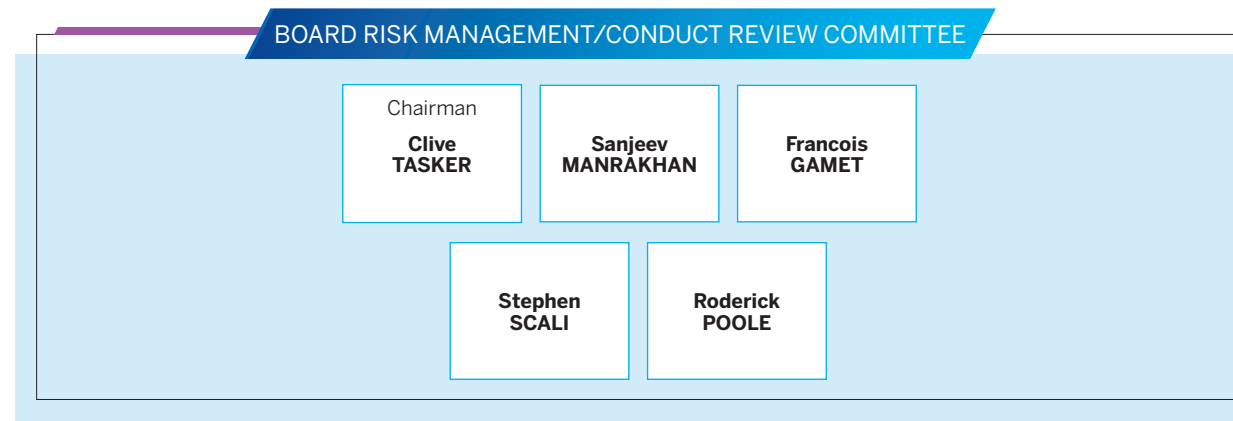 BOARD RISK MANAGEMENT/CONDUCT REVIEW COMMITTEE
Chairman
Clive
TASKER
Sanjeev
MANRAKHAN
Francois
GAMET
Stephen
SCALI
Roderick
POOLE